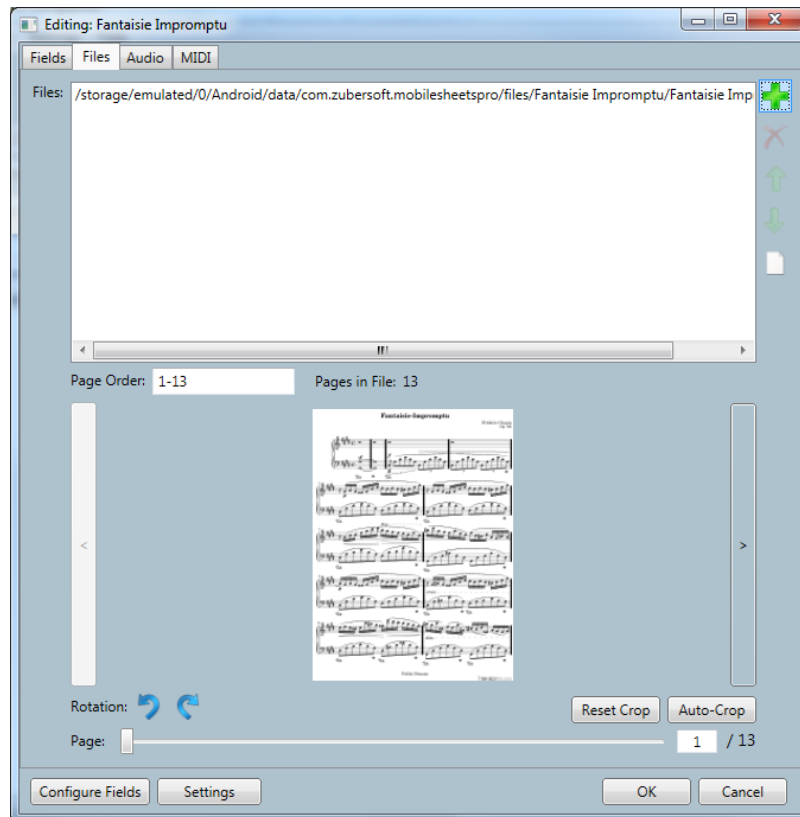 Editing: Fantaisie Impromptu
Fields Files Audio MIDI
Files: /storage/emulated/0/Android/data/com.zubersoft.mobilesheetspro/files/Fantaisie Impromptu/Fantaisie Imp
Page Order: 1-13 Pages in File: 13
Fantaisie-Impromptu
< >
Rotation: Reset Crop Auto-Crop
Page: 1 / 13
Configure Fields Settings OK Cancel